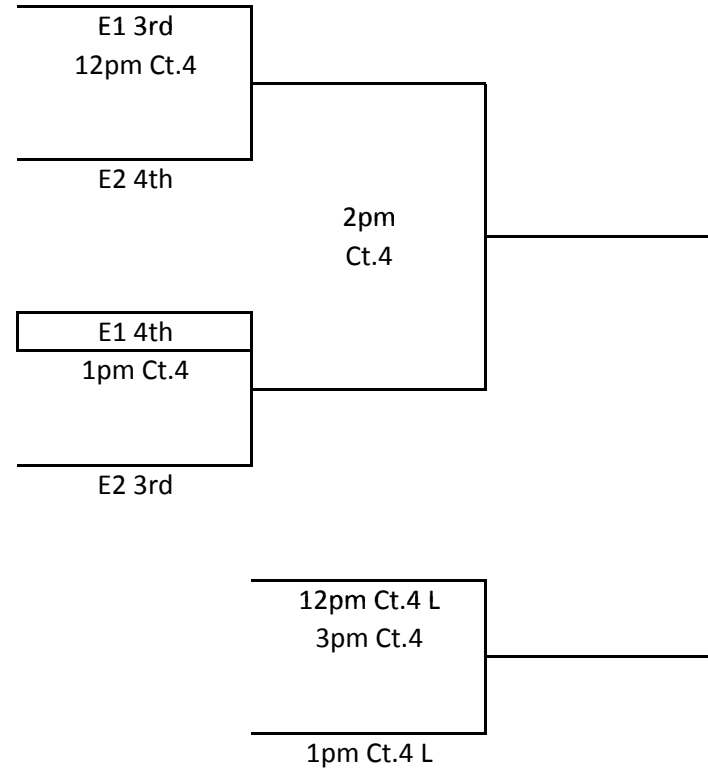 E1 3rd
12pm Ct.4
E2 4th
2pm
Ct.4
E1 4th
1pm Ct.4
E2 3rd
12pm Ct.4 L
3pm Ct.4
1pm Ct.4 L